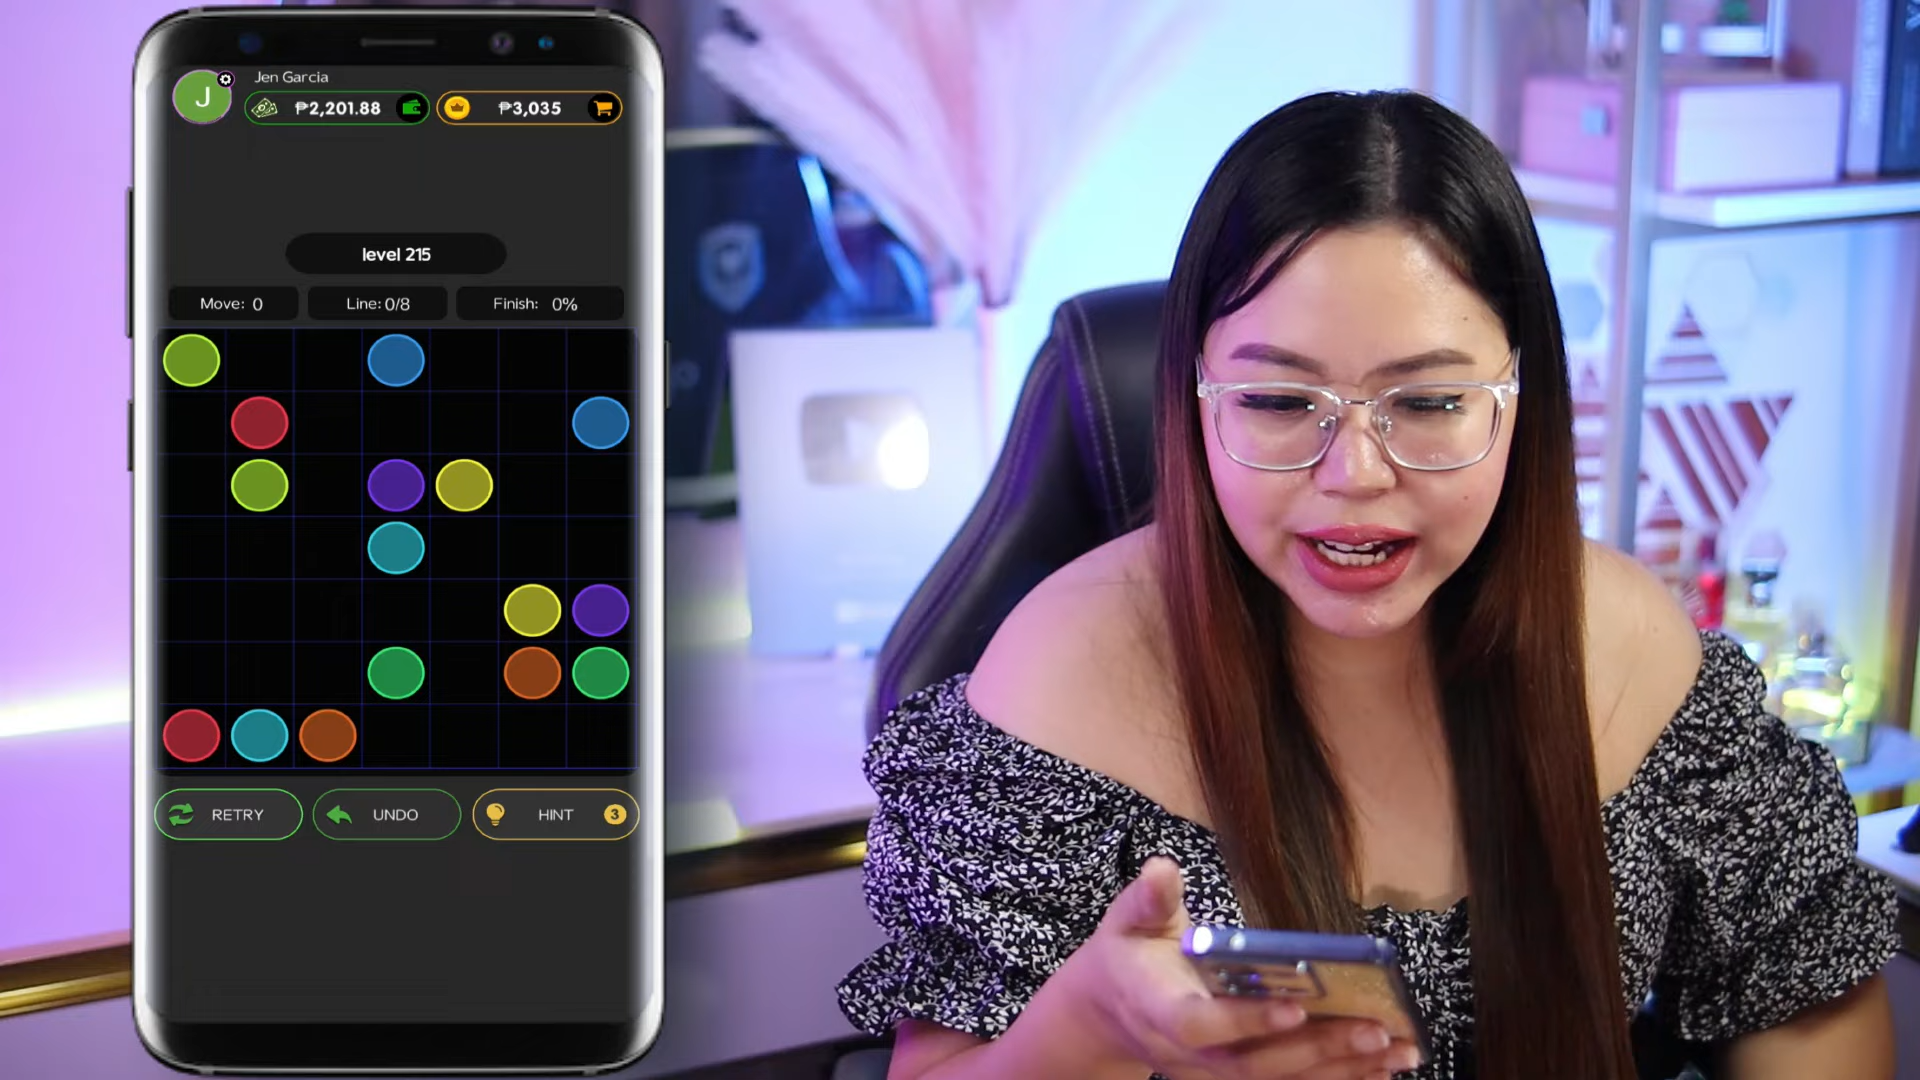 Jen Garcia
J
₱2,201.88
₱3,035
level 215
Move: 0
Line: 0/8
Finish: 0%
RETRY
UNDO
HINT
3